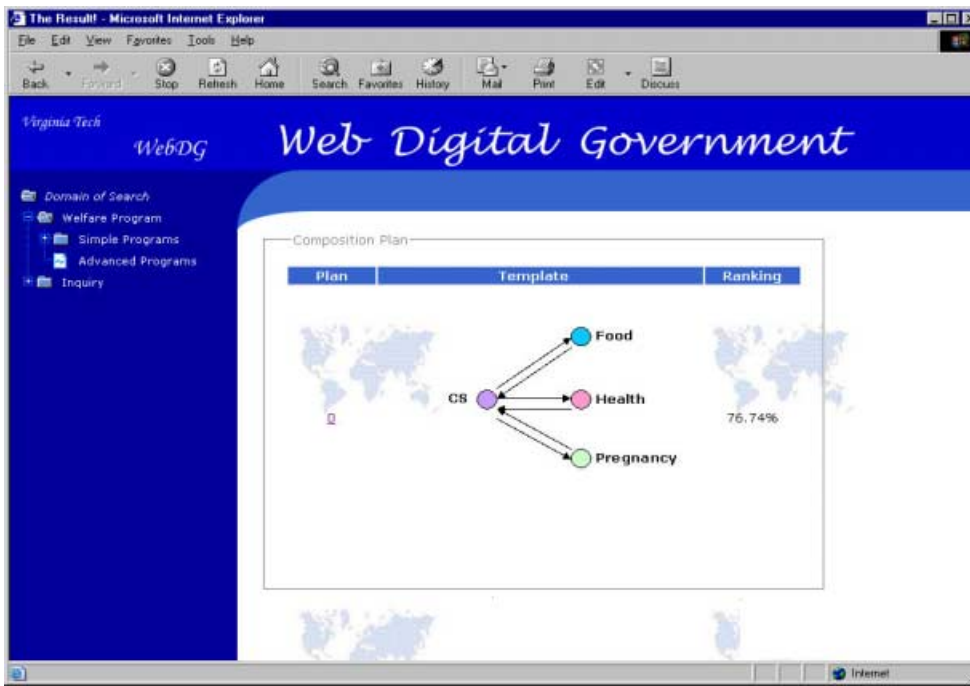 The Result! - Microsoft Internet Explorer
File Edit View Favorites Tools Help
Back Forward Stop Refresh Home Search Favorites History Mail Print Edit Discuss
Virginia Tech
WebDG
Web Digital Government
Domain of Search
Welfare Program
Simple Programs
Advanced Programs
Inquiry
Composition Plan
Plan Template Ranking
Food
CS Health
0 76.74%
Pregnancy
Internet